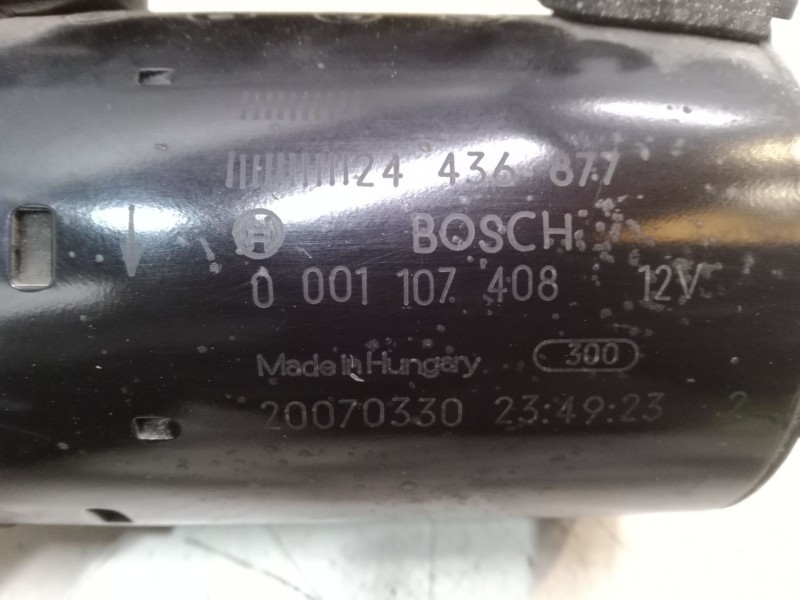 24 436 877
BOSCH
0 001 107 408 12V
Made in Hungary 300
20070330 23:49:23 2